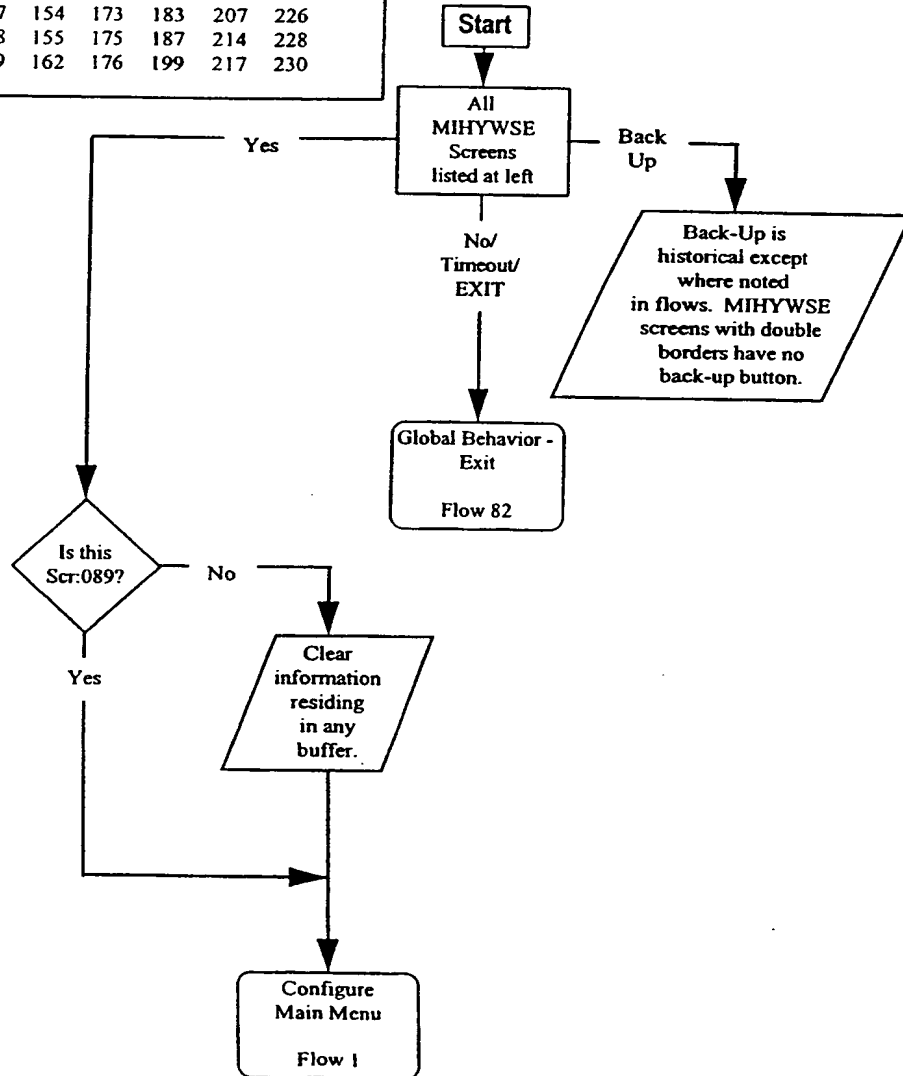 154 173 183 207 226
155 175 187 214 228
162 176 199 217 230
Start
All
MIHYWSE
Screens
listed at left
Yes
Back
Up
No/
Timeout/
EXIT
Back-Up is
historical except
where noted
in flows. MIHYWSE
screens with double
borders have no
back-up button.
Global Behavior -
Exit
Flow 82
Is this
Scr:089?
No
Yes
Clear
information
residing
in any
buffer.
Configure
Main Menu
Flow 1